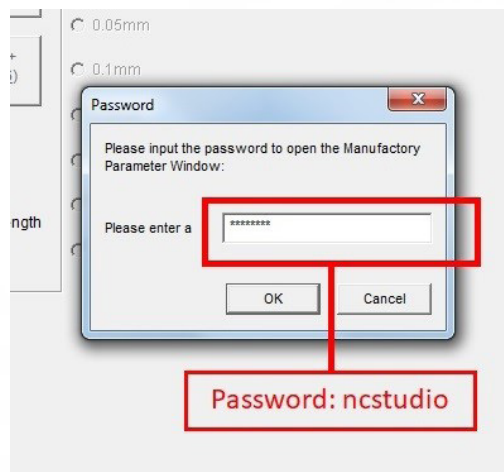 0.05mm
+
0.1mm
Password
X
Please input the password to open the Manufactory
Parameter Window:
ngth
Please enter a
********
OK
Cancel
Password: ncstudio